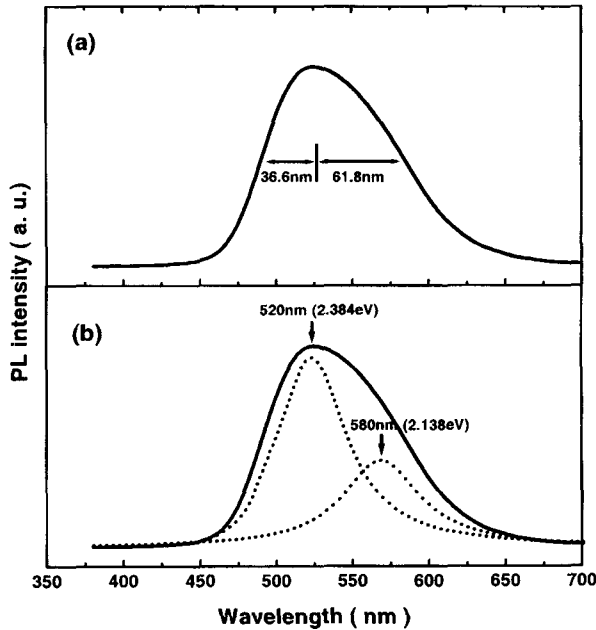 (a)
36.6nm
61.8nm
PL intensity ( a. u. )
520nm (2.384eV)
(b)
580nm (2.138eV)
350 400 450 500 550 600 650 700
Wavelength ( nm )